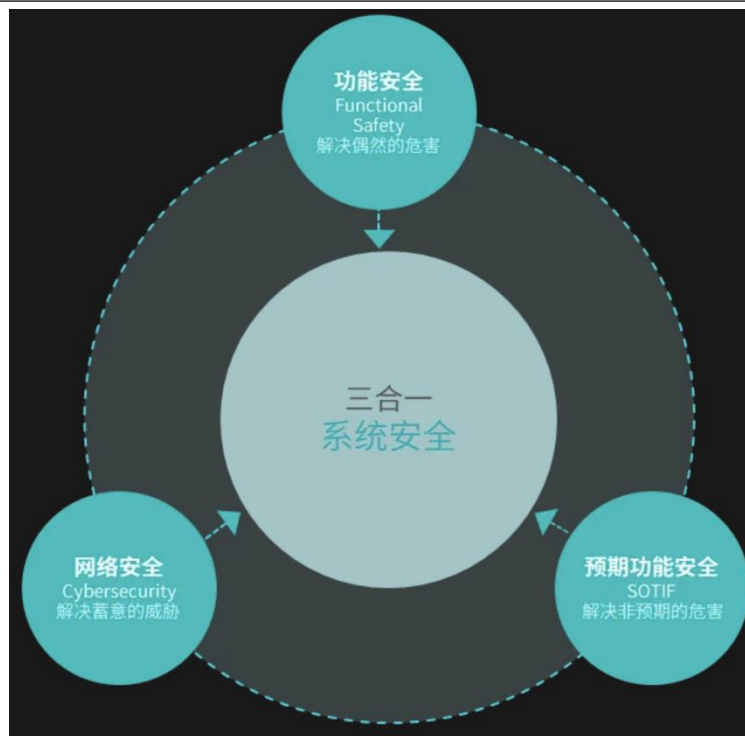 功能安全
Functional
Safety
解决偶然的危害
三合一
系统安全
网络安全
Cybersecurity
解决蓄意的威胁
预期功能安全
SOTIF
解决非预期的危害